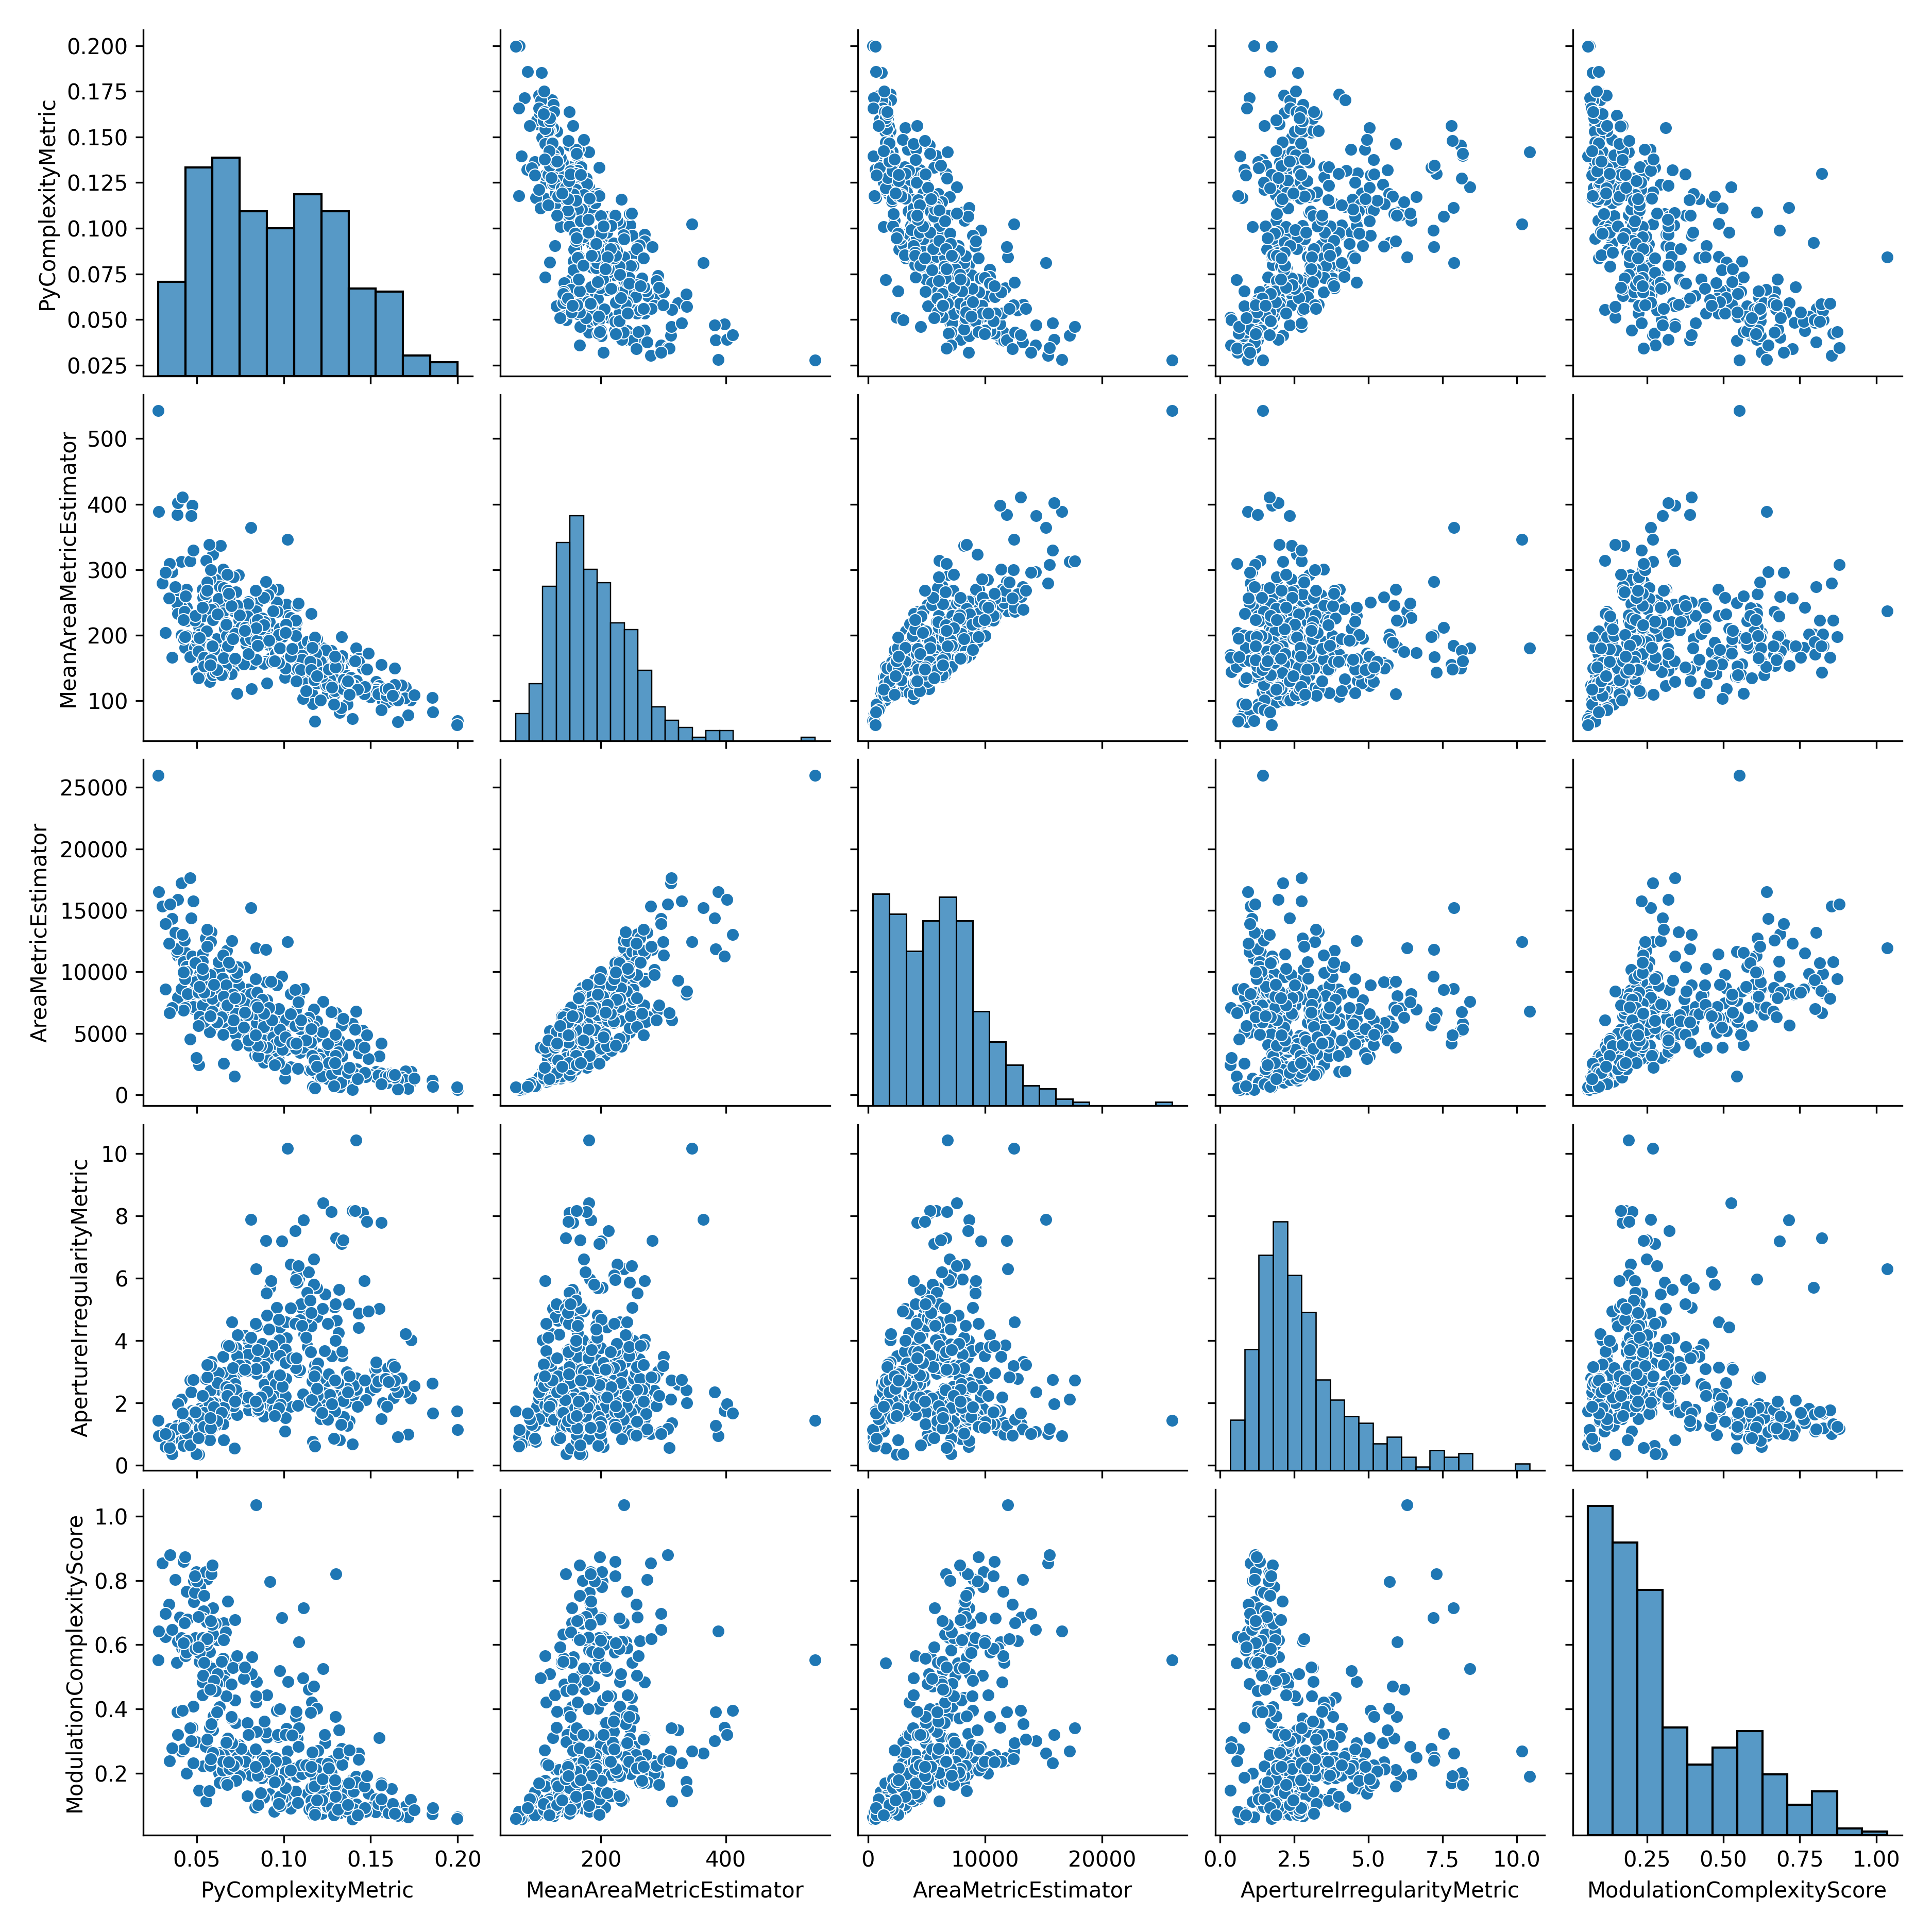 0.200
0.175
0.150
0.125
0.100
0.075
0.050
0.025
PyComplexityMetric
500
400
300
200
100
MeanAreaMetricEstimator
25000
20000
15000
10000
5000
0
AreaMetricEstimator
10
8
6
4
2
0
ApertureIrregularityMetric
1.0
0.8
0.6
0.4
0.2
ModulationComplexityScore
0.05 0.10 0.15 0.20
200 400
0 10000 20000
0.0 2.5 5.0 7.5 10.0
0.25 0.50 0.75 1.00
PyComplexityMetric
MeanAreaMetricEstimator
AreaMetricEstimator
ApertureIrregularityMetric
ModulationComplexityScore